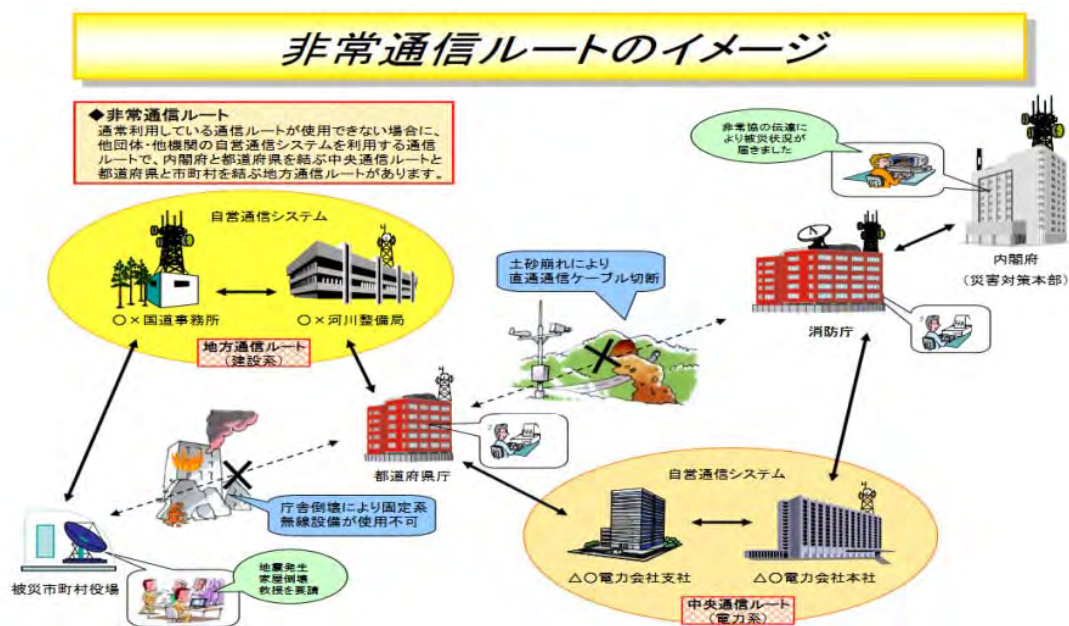 非常通信ルートのイメージ
◆非常通信ルート
通常利用している通信ルートが使用できない場合に、
他団体・他機関の自営通信システムを利用する通信
ルートで、内閣府と都道府県を結ぶ中央通信ルートと
都道府県と市町村を結ぶ地方通信ルートがあります。
非常協の伝達に
より被災状況が
届きました
内閣府
（災害対策本部）
自営通信システム
○×国道事務所
○×河川整備局
地方通信ルート
（建設系）
土砂崩れにより
直通通信ケーブル切断
消防庁
都道府県庁
庁舎倒壊により固定系
無線設備が使用不可
被災市町村役場
地震発生
家屋倒壊
救援を要請
自営通信システム
△○電力会社支社
△○電力会社本社
中央通信ルート
（電力系）